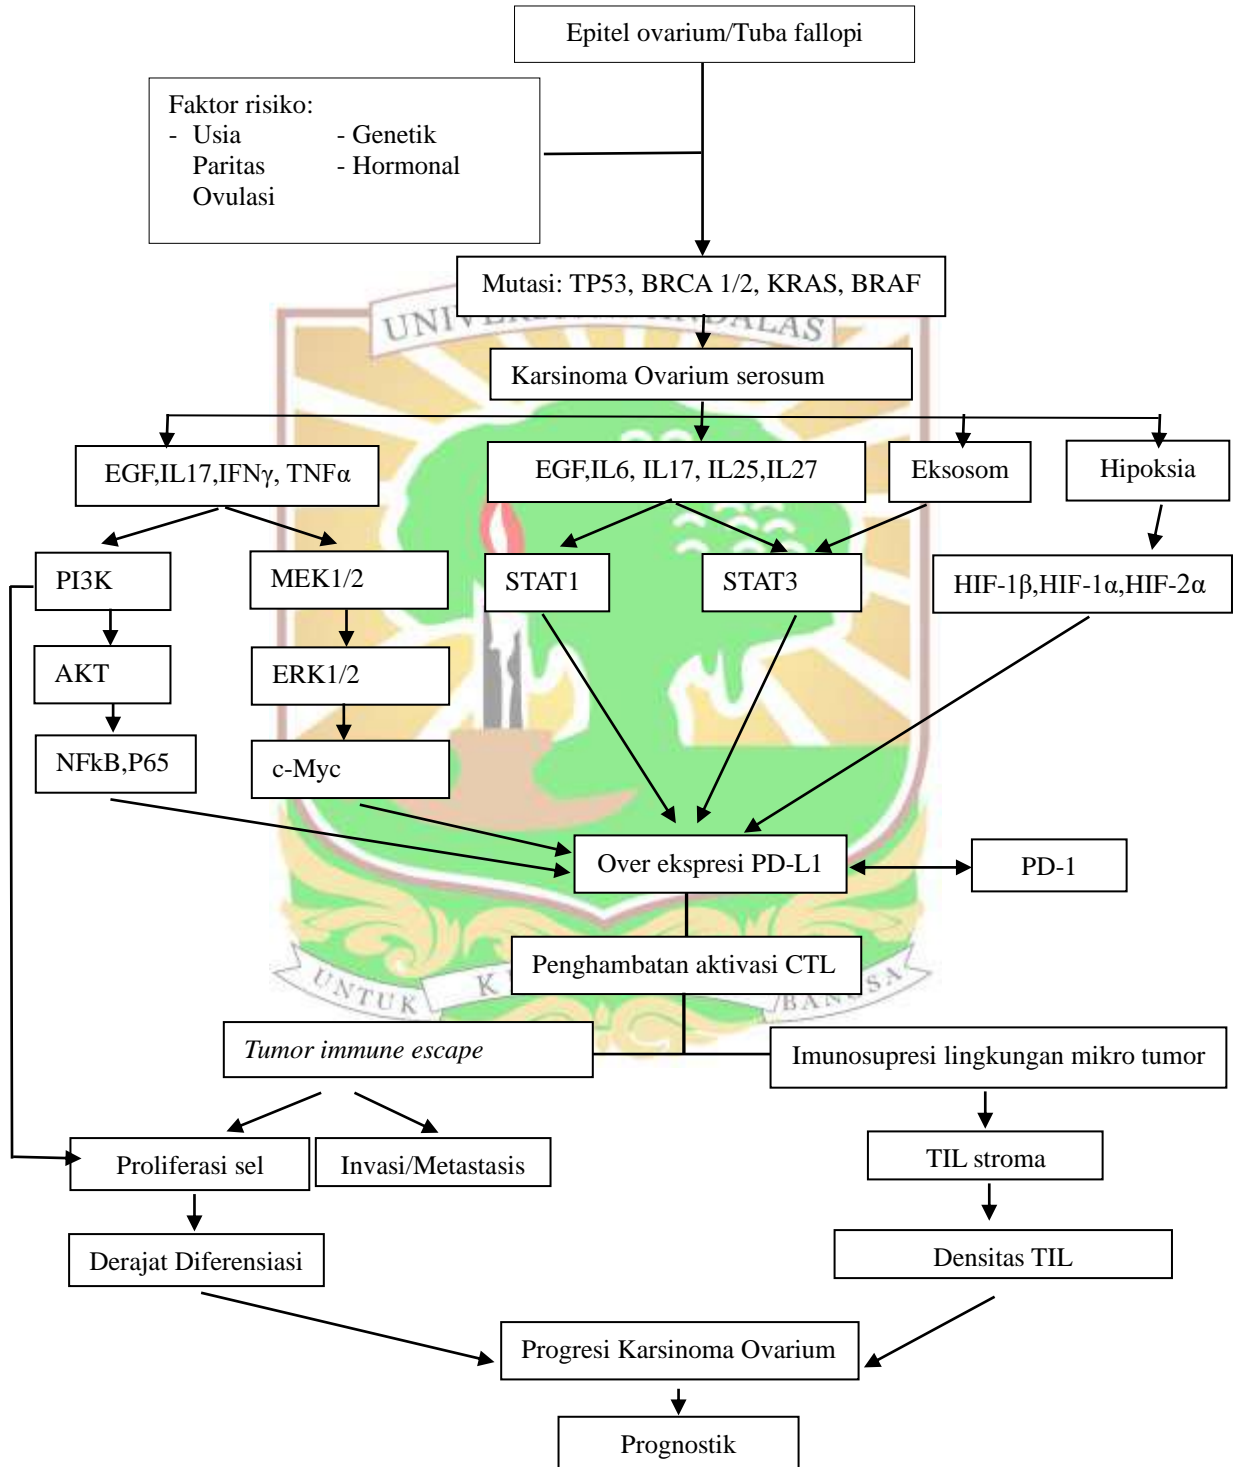 Epitel ovarium/Tuba fallopi
Faktor risiko:
- Usia - Genetik
Paritas - Hormonal
Ovulasi
Mutasi: TP53, BRCA 1/2, KRAS, BRAF
Karsinoma Ovarium serosum
EGF,IL17,IFNγ, TNFα
EGF,IL6, IL17, IL25,IL27
Eksosom
Hipoksia
PI3K
MEK1/2
STAT1
STAT3
HIF-1β,HIF-1α,HIF-2α
AKT
ERK1/2
NFkB,P65
c-Myc
Over ekspresi PD-L1
PD-1
Penghambatan aktivasi CTL
UNTUK
BANGSA
Tumor immune escape
Imunosupresi lingkungan mikro tumor
Proliferasi sel
Invasi/Metastasis
TIL stroma
Derajat Diferensiasi
Densitas TIL
Progresi Karsinoma Ovarium
Prognostik